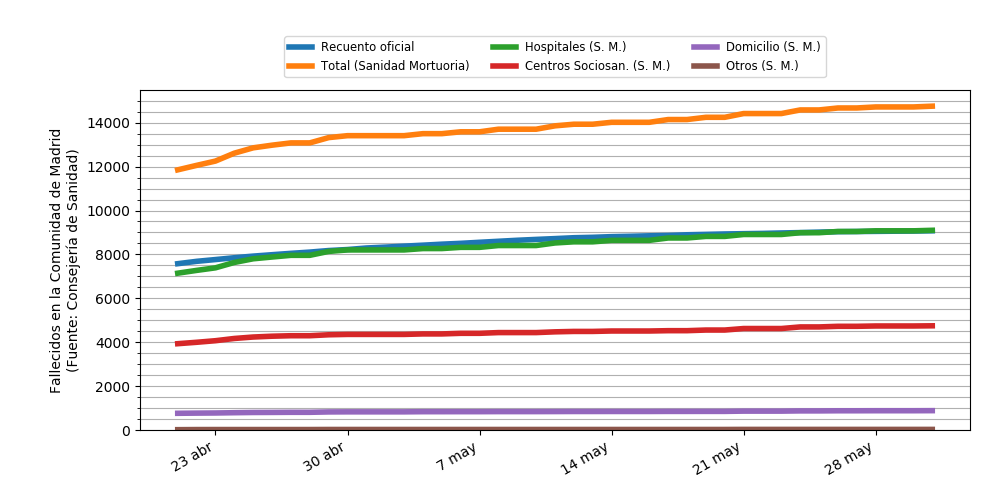 Recuento oficial
Total (Sanidad Mortuoria)
Hospitales (S. M.)
Centros Sociosan. (S. M.)
Domicilio (S. M.)
Otros (S. M.)
Fallecidos en la Comunidad de Madrid
(Fuente: Consejería de Sanidad)
14000
12000
10000
8000
6000
4000
2000
0
23 abr
30 abr
7 may
14 may
21 may
28 may